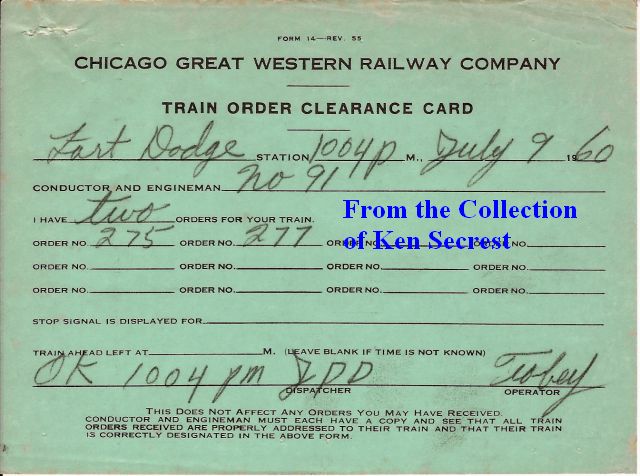 FORM 14—REV. 55
CHICAGO GREAT WESTERN RAILWAY COMPANY
TRAIN ORDER CLEARANCE CARD
Fort Dodge STATION 1004 p M., July 9 1960
CONDUCTOR AND ENGINEMAN No 91
I HAVE two ORDERS FOR YOUR TRAIN.
From the Collection
ORDER NO. 275 ORDER NO. 277 ORDER NO. ORDER NO.
of Ken Secrest
ORDER NO. ORDER NO. ORDER NO. ORDER NO.
ORDER NO. ORDER NO. ORDER NO. ORDER NO.
STOP SIGNAL IS DISPLAYED FOR
TRAIN AHEAD LEFT AT M. (LEAVE BLANK IF TIME IS NOT KNOWN)
OK 1004 pm
DISPATCHER OPERATOR
THIS DOES NOT AFFECT ANY ORDERS YOU MAY HAVE RECEIVED.
CONDUCTOR AND ENGINEMAN MUST EACH HAVE A COPY AND SEE THAT ALL TRAIN
ORDERS RECEIVED ARE PROPERLY ADDRESSED TO THEIR TRAIN AND THAT THEIR TRAIN
IS CORRECTLY DESIGNATED IN THE ABOVE FORM.